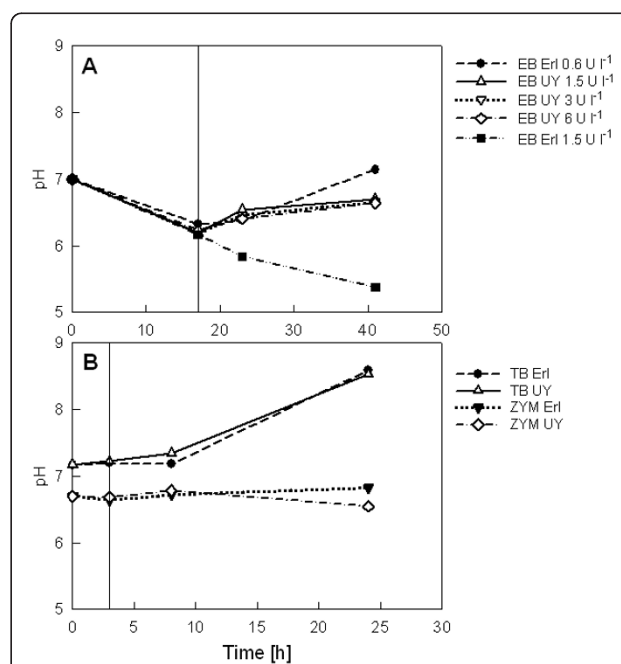 A
9
8
7
6
5
pH
0 10 20 30 40 50
EB Erl 0.6 U l⁻¹
EB UY 1.5 U l⁻¹
EB UY 3 U l⁻¹
EB UY 6 U l⁻¹
EB Erl 1.5 U l⁻¹
B
9
8
7
6
5
pH
0 5 10 15 20 25 30
Time [h]
TB Erl
TB UY
ZYM Erl
ZYM UY